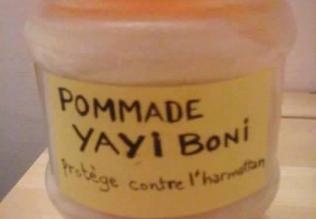 POMMADE
YAYi BONi
protège contre l'harmattan